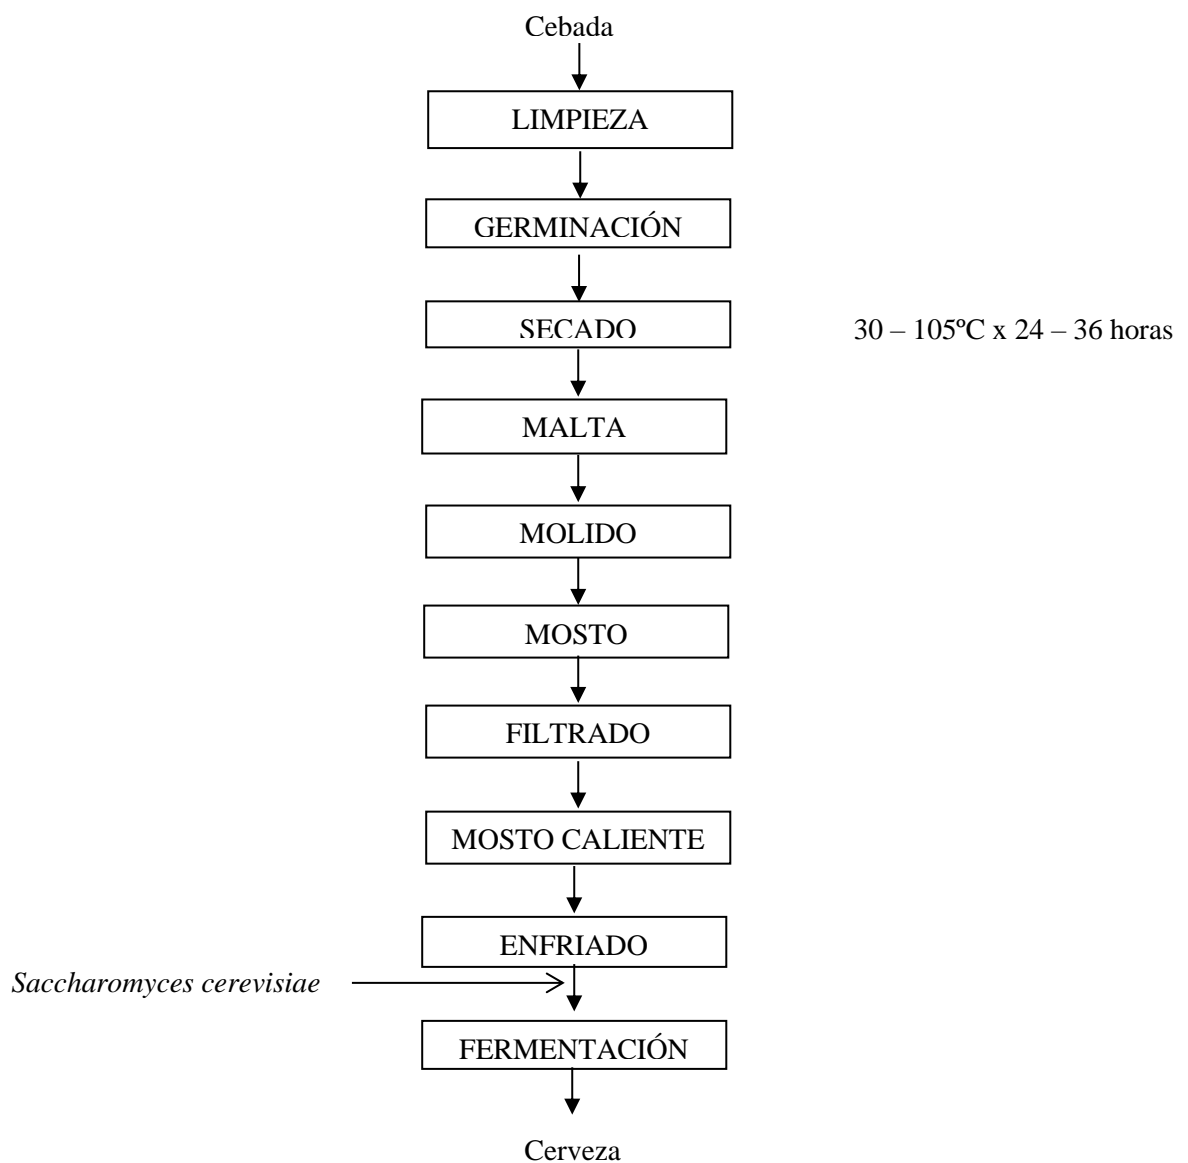 Cebada
LIMPIEZA
GERMINACIÓN
SECADO
30 – 105ºC x 24 – 36 horas
MALTA
MOLIDO
MOSTO
FILTRADO
MOSTO CALIENTE
ENFRIADO
Saccharomyces cerevisiae
FERMENTACIÓN
Cerveza